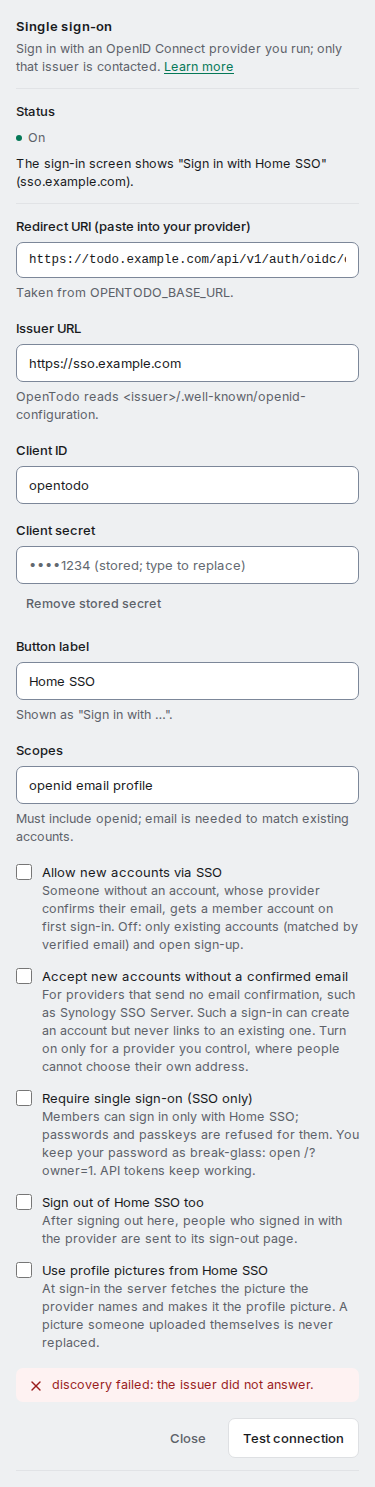 Single sign-on
Sign in with an OpenID Connect provider you run; only
that issuer is contacted. Learn more
Status
On
The sign-in screen shows "Sign in with Home SSO"
(sso.example.com).
Redirect URI (paste into your provider)
https://todo.example.com/api/v1/auth/oidc/
Taken from OPENTODO_BASE_URL.
Issuer URL
https://sso.example.com
OpenTodo reads <issuer>/.well-known/openid-
configuration.
Client ID
opentodo
Client secret
••••1234 (stored; type to replace)
Remove stored secret
Button label
Home SSO
Shown as "Sign in with ...".
Scopes
openid email profile
Must include openid; email is needed to match existing
accounts.
Allow new accounts via SSO
Someone without an account, whose provider
confirms their email, gets a member account on
first sign-in. Off: only existing accounts (matched by
verified email) and open sign-up.
Accept new accounts without a confirmed email
For providers that send no email confirmation, such
as Synology SSO Server. Such a sign-in can create
an account but never links to an existing one. Turn
on only for a provider you control, where people
cannot choose their own address.
Require single sign-on (SSO only)
Members can sign in only with Home SSO;
passwords and passkeys are refused for them. You
keep your password as break-glass: open /?
owner=1. API tokens keep working.
Sign out of Home SSO too
After signing out here, people who signed in with
the provider are sent to its sign-out page.
Use profile pictures from Home SSO
At sign-in the server fetches the picture the
provider names and makes it the profile picture. A
picture someone uploaded themselves is never
replaced.
discovery failed: the issuer did not answer.
Close
Test connection